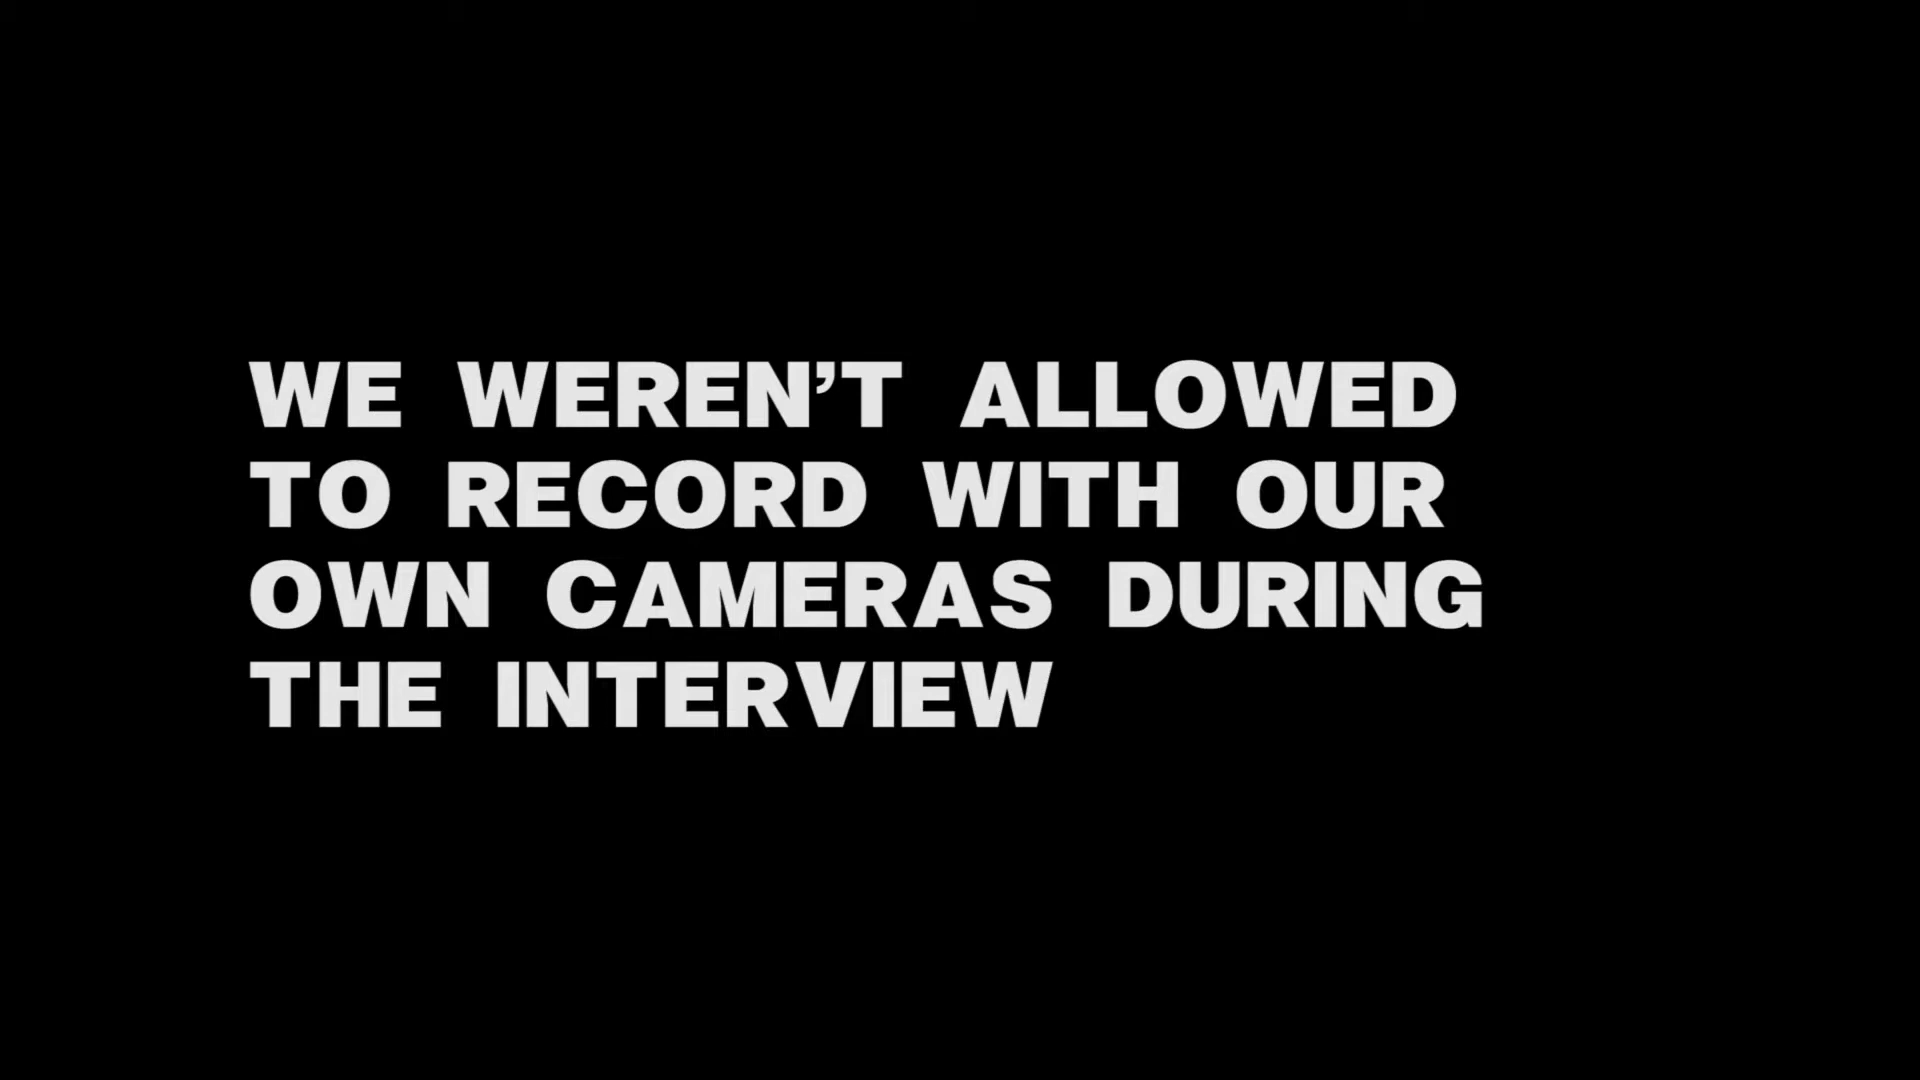 WE WEREN’T ALLOWED
TO RECORD WITH OUR
OWN CAMERAS DURING
THE INTERVIEW